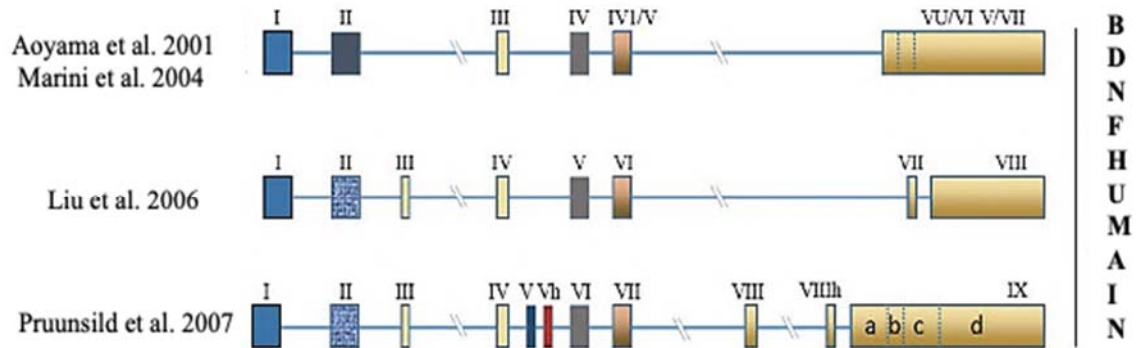 I II III IV IV1/V VU/VI V/VII
Aoyama et al. 2001
Marini et al. 2004
I II III IV V VI VII VIII
Liu et al. 2006
I II III IV V Vh VI VII VIII VIIIh IX
Pruunsild et al. 2007
a b c d
B
D
N
F
H
U
M
A
I
N